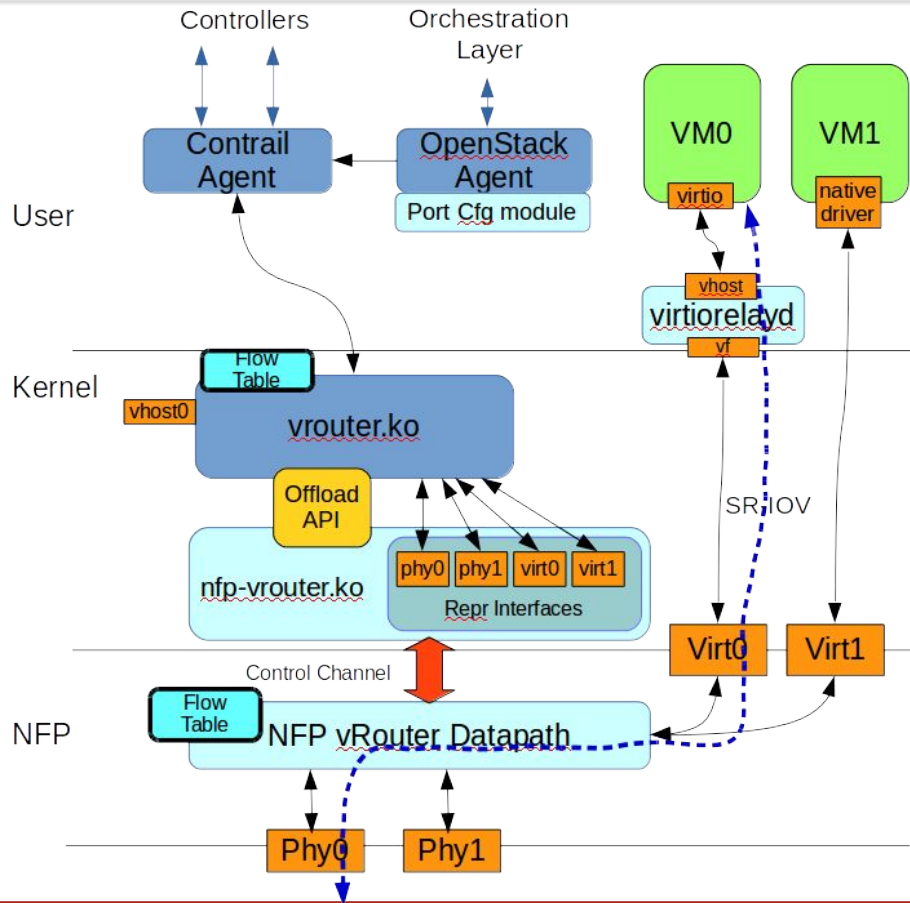 Controllers
Orchestration
Layer
Contrail
Agent
OpenStack
Agent
Port Cfg module
VM0
virtio
VM1
native
driver
User
vhost
virtiorelayd
vf
Kernel
Flow
Table
vhost0
vrouter.ko
Offload
API
SR-IOV
nfp-vrouter.ko
phy0
phy1
virt0
virt1
Repr Interfaces
Virt0
Virt1
Control Channel
NFP
Flow
Table
NFP vRouter Datapath
Phy0
Phy1